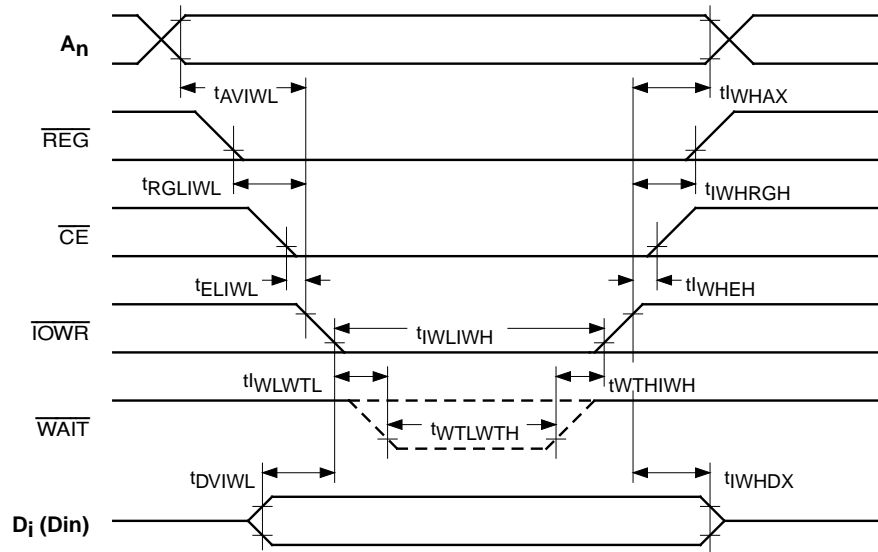 An
tAVIWL
tIWHAX
REG
tRGLIWL
tIWHRGH
CE
tELIWL
tIWHEH
IOWR
tIWLIWH
tIWLWTL
tWTHIWH
WAIT
tWTLWTH
tDVIWL
tIWHDX
Di (Din)